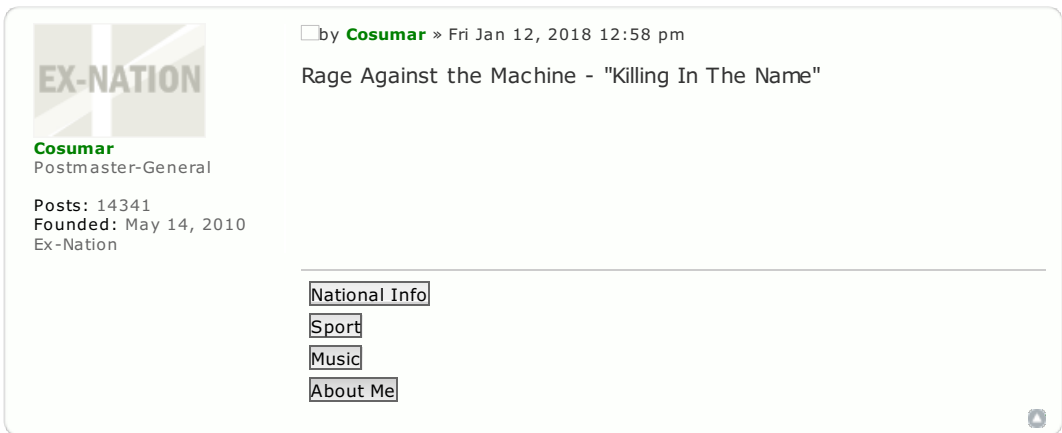 EX-NATION
Cosumar
Postmaster-General
Posts: 14341
Founded: May 14, 2010
Ex-Nation
by Cosumar » Fri Jan 12, 2018 12:58 pm
Rage Against the Machine - "Killing In The Name"
National Info
Sport
Music
About Me